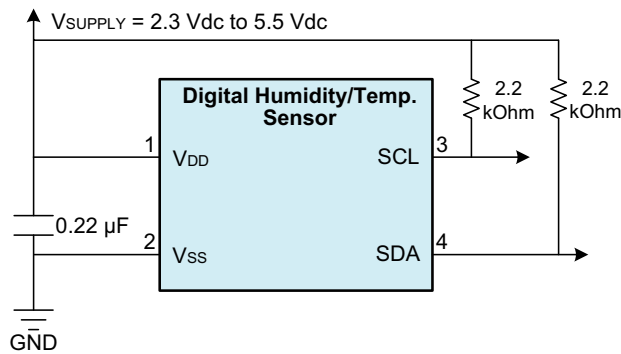 VSUPPLY = 2.3 Vdc to 5.5 Vdc
Digital Humidity/Temp.
Sensor
2.2
kOhm
2.2
kOhm
1
VDD
SCL
3
0.22 µF
2
VSS
SDA
4
GND